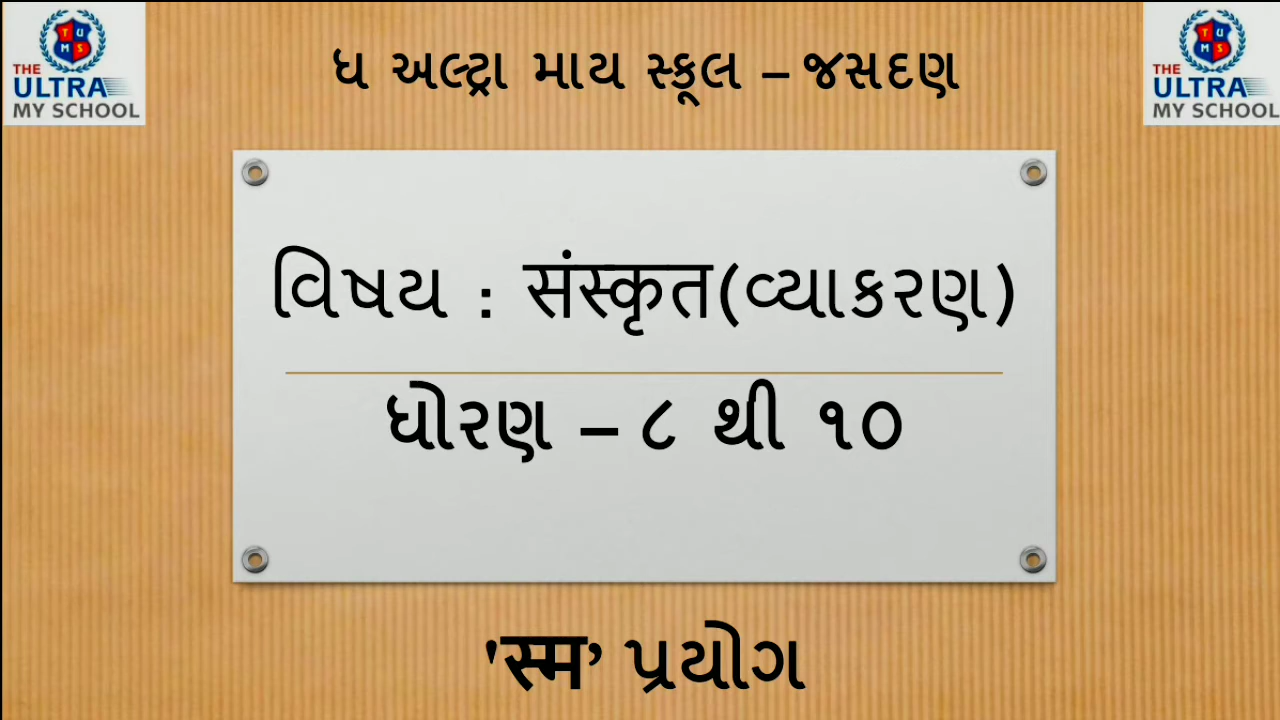 T U
M S
THE
ULTRA
MY SCHOOL
ધ અલ્ટ્રા માય સ્કૂલ – જસદણ
T U
M S
THE
ULTRA
MY SCHOOL
વિષય : संस्कृत(વ્યાકરણ)
ધોરણ – ૮ થી ૧૦
'स्म’ પ્રયોગ